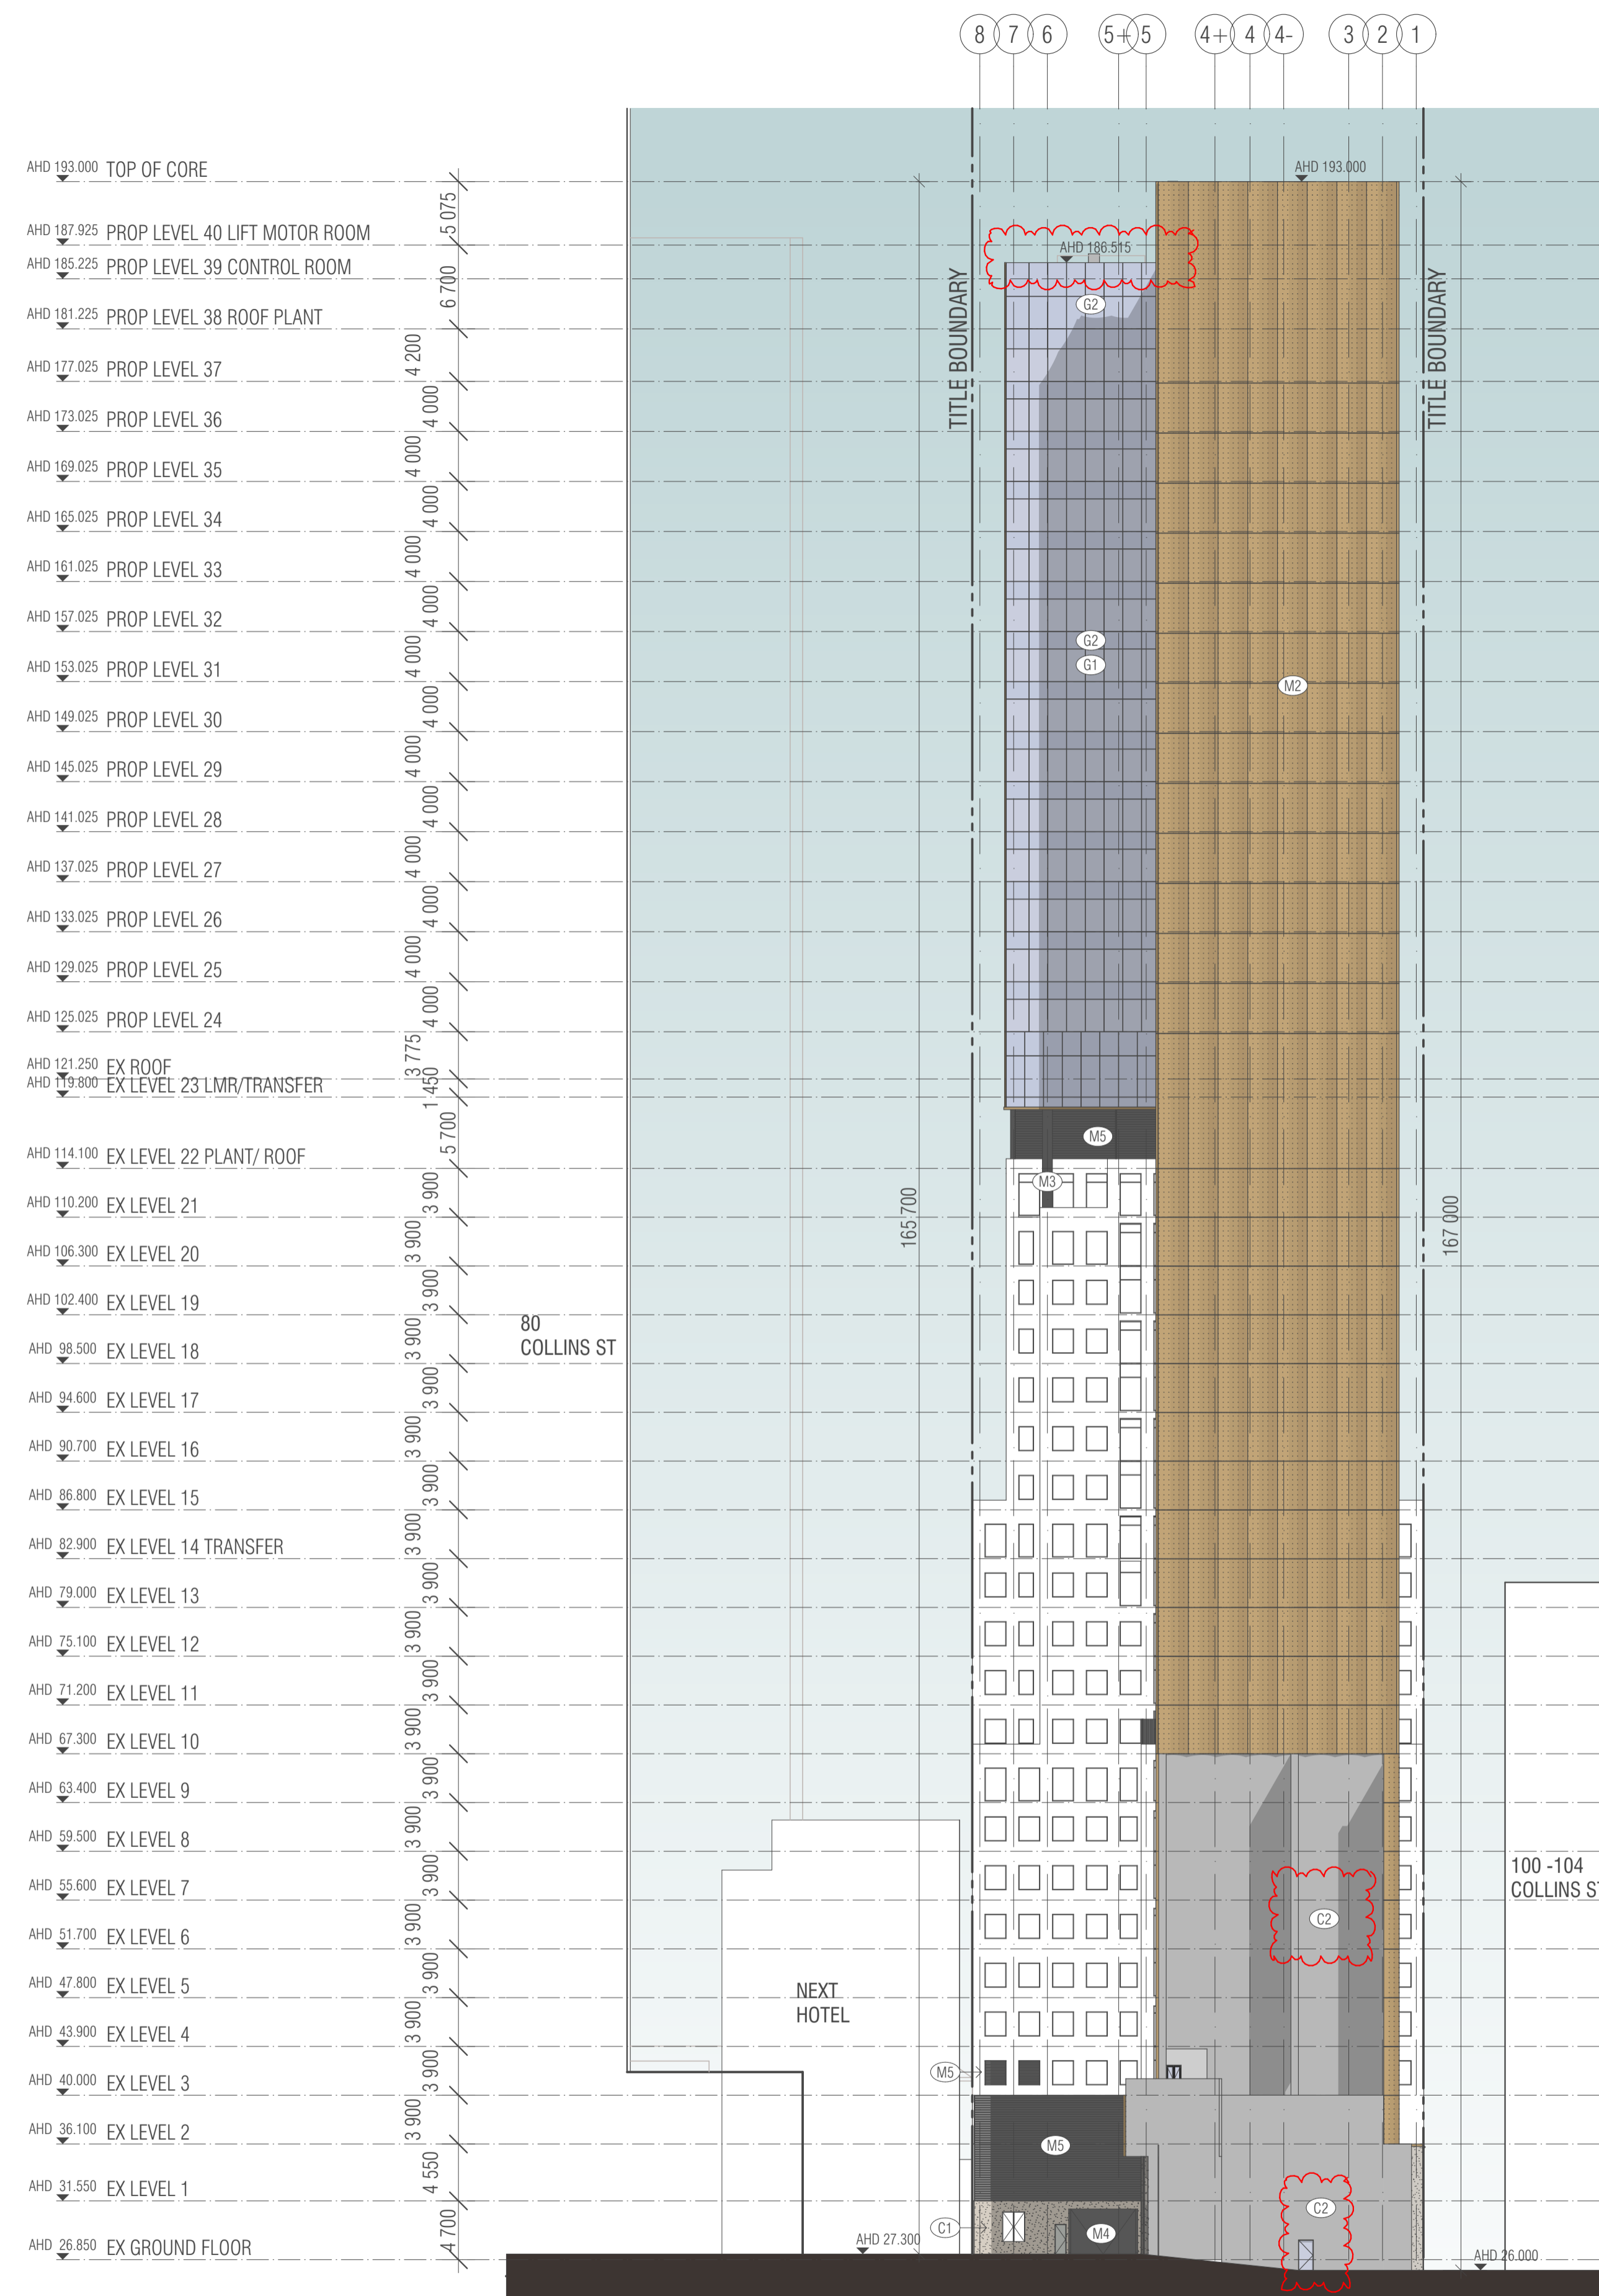 8 7 6 5+ 5 4+ 4 4- 3 2 1
AHD 193.000 TOP OF CORE
AHD 193.000
5 075
AHD 187.925 PROP LEVEL 40 LIFT MOTOR ROOM
AHD 186.515
AHD 185.225 PROP LEVEL 39 CONTROL ROOM
6 700
G2
AHD 181.225 PROP LEVEL 38 ROOF PLANT
TITLE BOUNDARY
TITLE BOUNDARY
4 200
AHD 177.025 PROP LEVEL 37
4 000
AHD 173.025 PROP LEVEL 36
4 000
AHD 169.025 PROP LEVEL 35
4 000
AHD 165.025 PROP LEVEL 34
4 000
AHD 161.025 PROP LEVEL 33
4 000
AHD 157.025 PROP LEVEL 32
G2
4 000
G1
AHD 153.025 PROP LEVEL 31
M2
4 000
AHD 149.025 PROP LEVEL 30
4 000
AHD 145.025 PROP LEVEL 29
4 000
AHD 141.025 PROP LEVEL 28
4 000
AHD 137.025 PROP LEVEL 27
4 000
AHD 133.025 PROP LEVEL 26
4 000
AHD 129.025 PROP LEVEL 25
4 000
AHD 125.025 PROP LEVEL 24
3 775
AHD 121.250 EX ROOF
1 450
AHD 119.800 EX LEVEL 23 LMR/TRANSFER
5 700
M5
AHD 114.100 EX LEVEL 22 PLANT/ ROOF
M3
3 900
AHD 110.200 EX LEVEL 21
165 700
167 000
3 900
AHD 106.300 EX LEVEL 20
3 900
AHD 102.400 EX LEVEL 19
80
COLLINS ST
3 900
AHD 98.500 EX LEVEL 18
3 900
AHD 94.600 EX LEVEL 17
3 900
AHD 90.700 EX LEVEL 16
3 900
AHD 86.800 EX LEVEL 15
3 900
AHD 82.900 EX LEVEL 14 TRANSFER
3 900
AHD 79.000 EX LEVEL 13
3 900
AHD 75.100 EX LEVEL 12
3 900
AHD 71.200 EX LEVEL 11
3 900
AHD 67.300 EX LEVEL 10
3 900
AHD 63.400 EX LEVEL 9
3 900
AHD 59.500 EX LEVEL 8
3 900
100 -104
COLLINS ST
AHD 55.600 EX LEVEL 7
C2
3 900
AHD 51.700 EX LEVEL 6
3 900
AHD 47.800 EX LEVEL 5
NEXT
HOTEL
3 900
AHD 43.900 EX LEVEL 4
3 900
M5
AHD 40.000 EX LEVEL 3
3 900
AHD 36.100 EX LEVEL 2
M5
4 550
AHD 31.550 EX LEVEL 1
C2
C1
M4
4 700
AHD 27.300
AHD 26.850 EX GROUND FLOOR
AHD 26.000